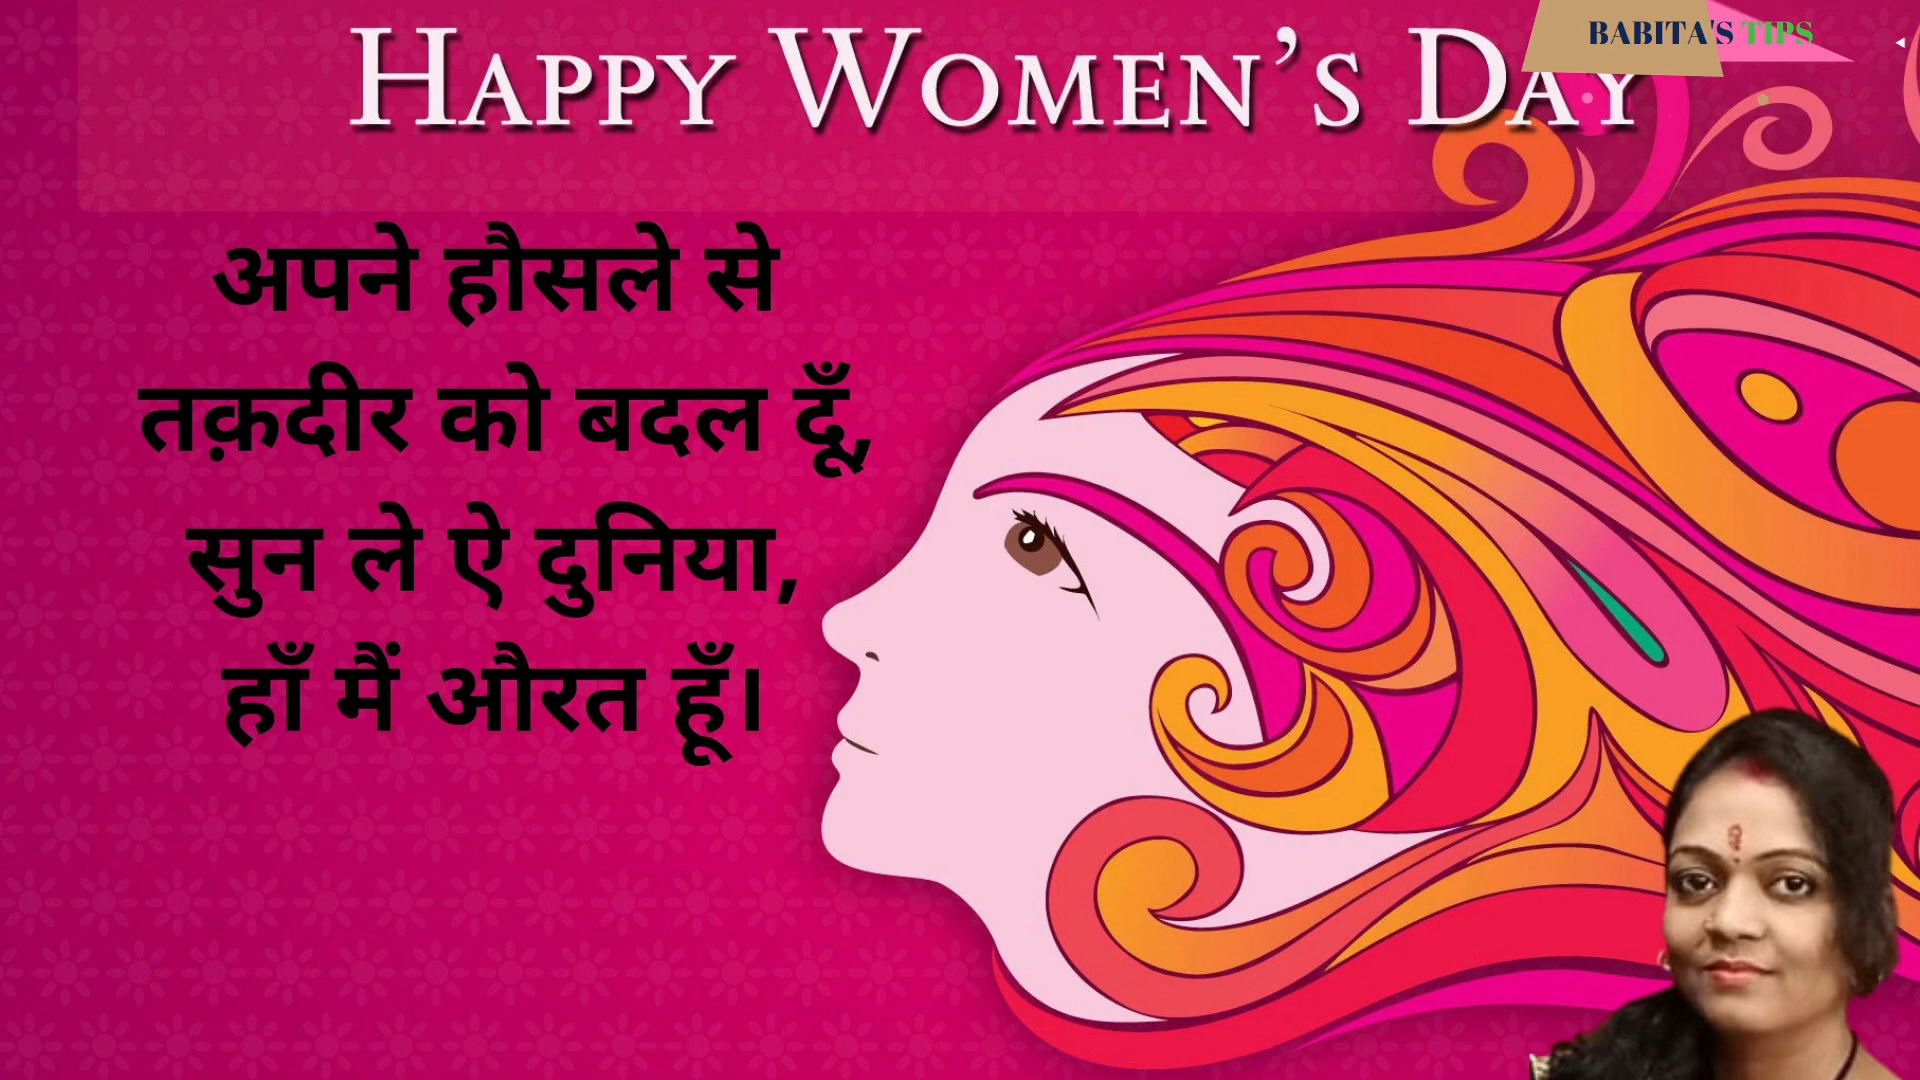 HAPPY WOMEN'S DAY
BABITA'S TIPS
अपने हौसले से
तक़दीर को बदल दूँ,
सुन ले ऐ दुनिया,
हाँ मैं औरत हूँ।